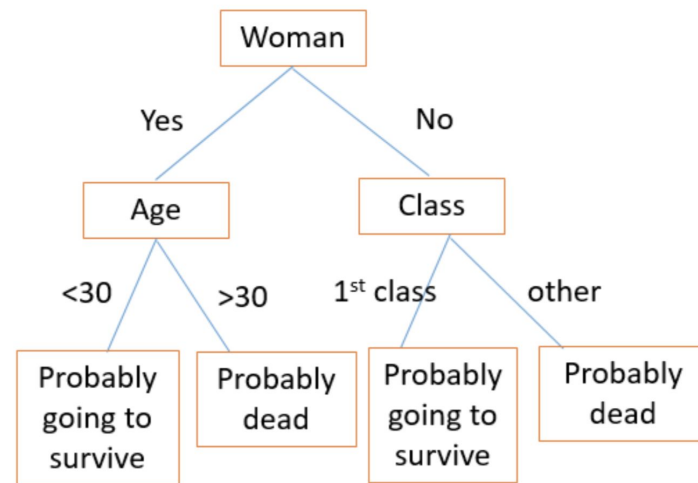 Woman
Yes
No
Age
Class
<30
>30
1st class
other
Probably
going to
survive
Probably
dead
Probably
going to
survive
Probably
dead